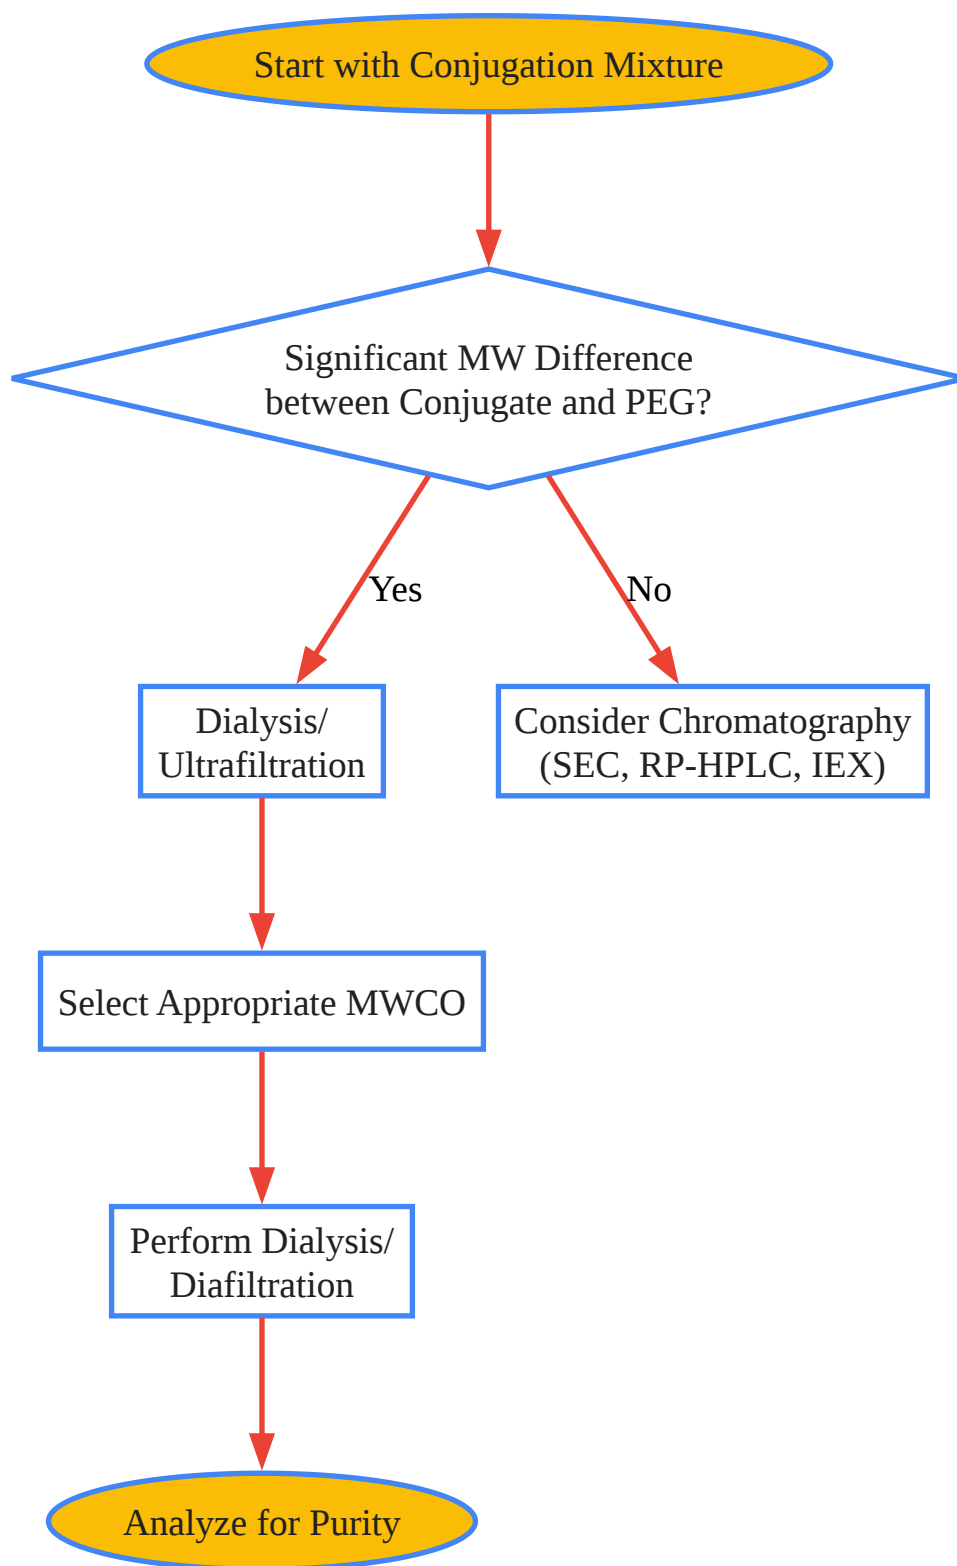 Start with Conjugation Mixture
Significant MW Difference
between Conjugate and PEG?
Yes
No
Dialysis/
Ultrafiltration
Consider Chromatography
(SEC, RP-HPLC, IEX)
Select Appropriate MWCO
Perform Dialysis/
Diafiltration
Analyze for Purity